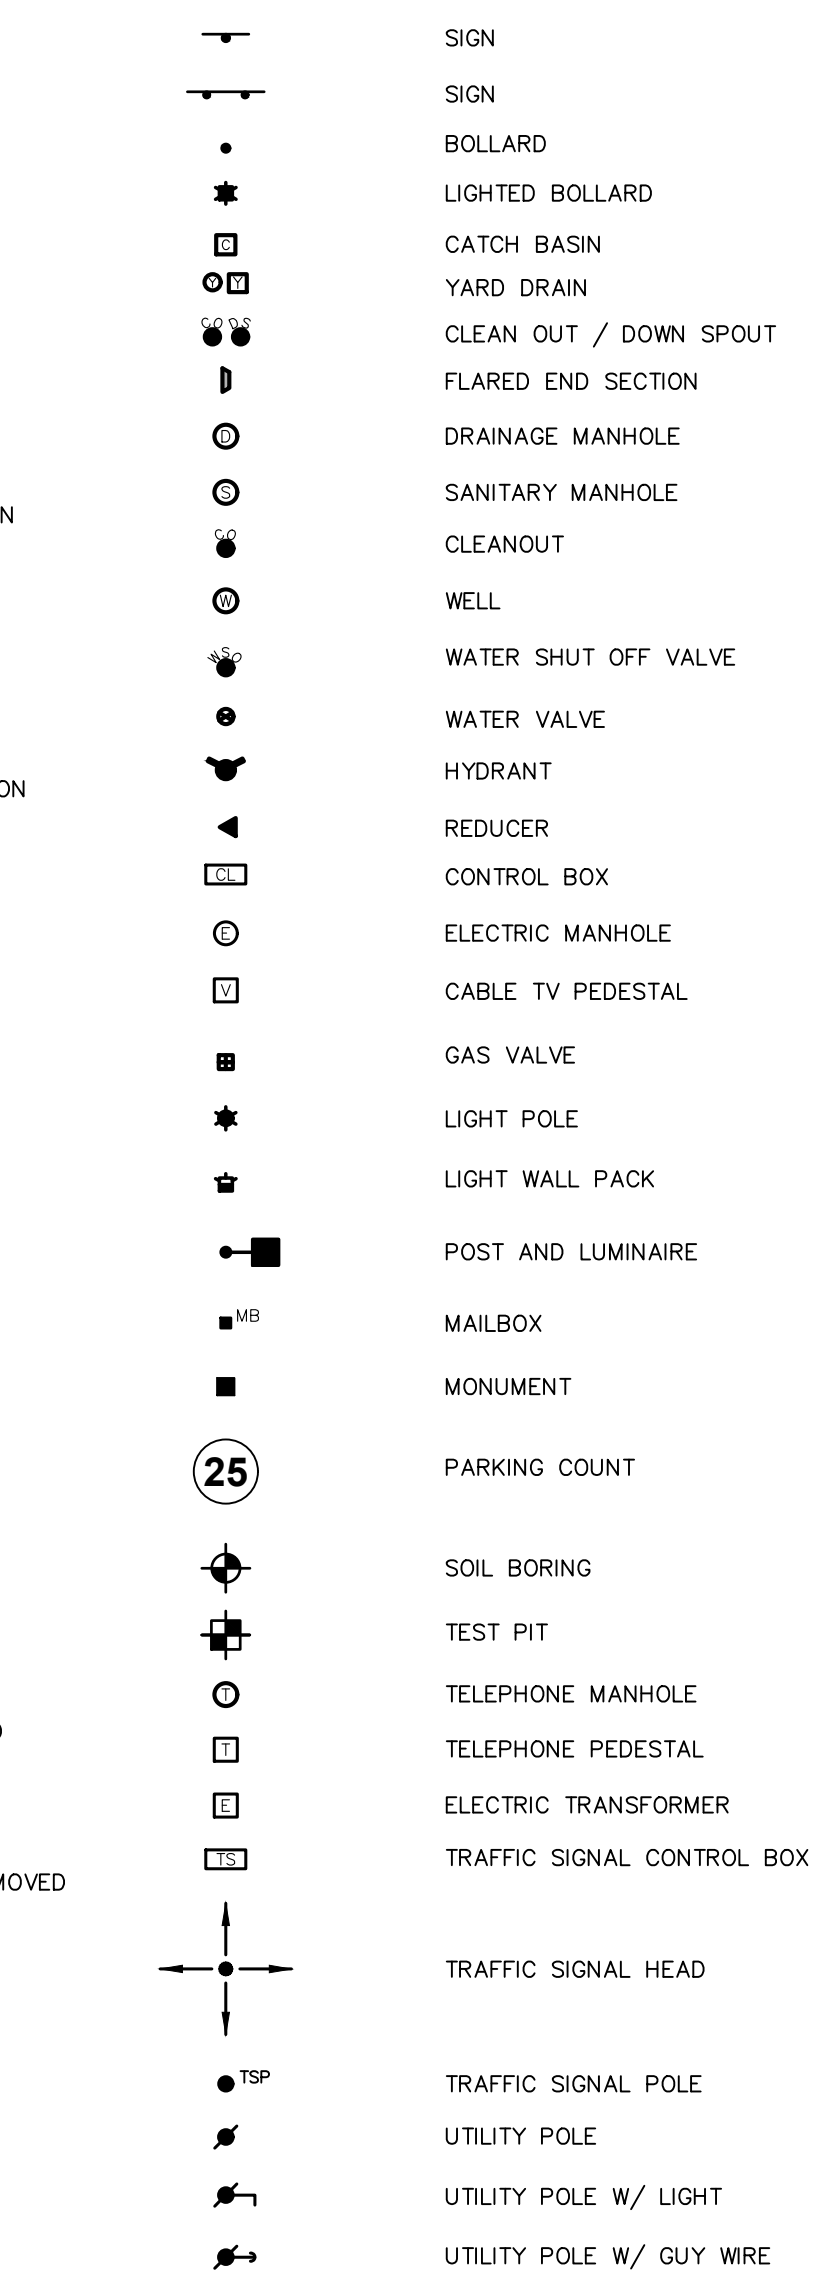 SIGN
SIGN
BOLLARD
LIGHTED BOLLARD
C CATCH BASIN
Y Y YARD DRAIN
CO DS CLEAN OUT / DOWN SPOUT
FLARED END SECTION
D DRAINAGE MANHOLE
S SANITARY MANHOLE
N
CO CLEANOUT
W WELL
WSO WATER SHUT OFF VALVE
WATER VALVE
HYDRANT
ON
REDUCER
CL CONTROL BOX
E ELECTRIC MANHOLE
V CABLE TV PEDESTAL
GAS VALVE
LIGHT POLE
LIGHT WALL PACK
POST AND LUMINAIRE
MB MAILBOX
MONUMENT
25 PARKING COUNT
SOIL BORING
TEST PIT
T TELEPHONE MANHOLE
T TELEPHONE PEDESTAL
E ELECTRIC TRANSFORMER
TS TRAFFIC SIGNAL CONTROL BOX
MOVED
TRAFFIC SIGNAL HEAD
TSP TRAFFIC SIGNAL POLE
UTILITY POLE
UTILITY POLE W/ LIGHT
UTILITY POLE W/ GUY WIRE